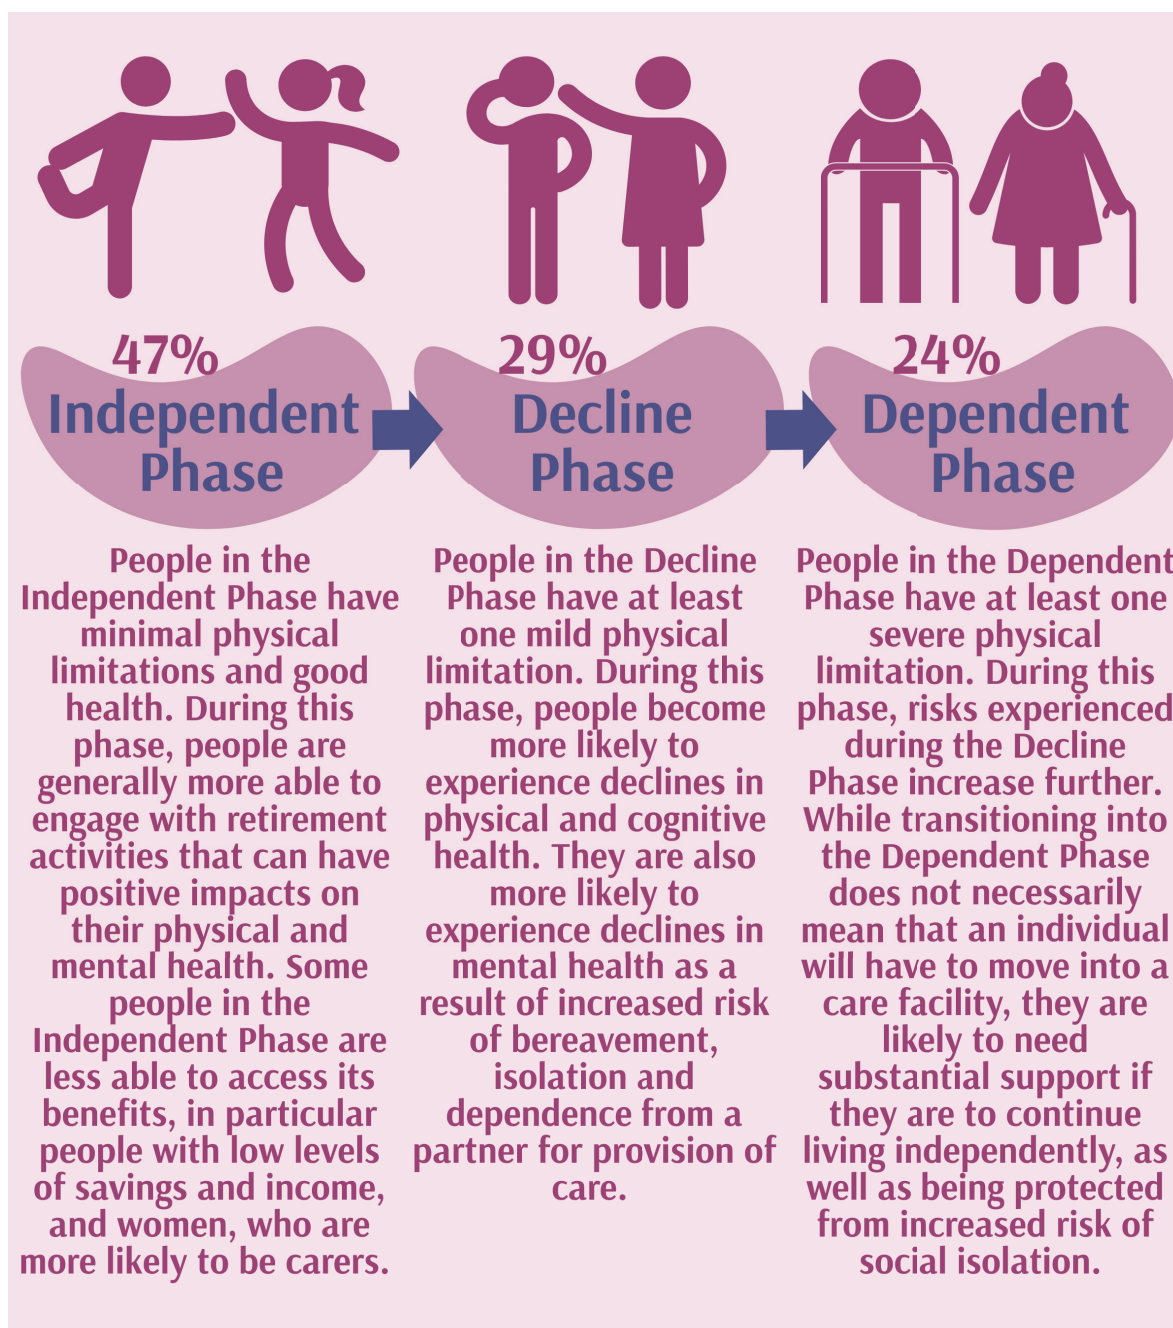 47%
Independent
Phase
People in the
Independent Phase have
minimal physical
limitations and good
health. During this
phase, people are
generally more able to
engage with retirement
activities that can have
positive impacts on
their physical and
mental health. Some
people in the
Independent Phase are
less able to access its
benefits, in particular
people with low levels
of savings and income,
and women, who are
more likely to be carers.
29%
Decline
Phase
People in the Decline
Phase have at least
one mild physical
limitation. During this
phase, people become
more likely to
experience declines in
physical and cognitive
health. They are also
more likely to
experience declines in
mental health as a
result of increased risk
of bereavement,
isolation and
dependence from a
partner for provision of
care.
24%
Dependent
Phase
People in the Dependent
Phase have at least one
severe physical
limitation. During this
phase, risks experienced
during the Decline
Phase increase further.
While transitioning into
the Dependent Phase
does not necessarily
mean that an individual
will have to move into a
care facility, they are
likely to need
substantial support if
they are to continue
living independently, as
well as being protected
from increased risk of
social isolation.